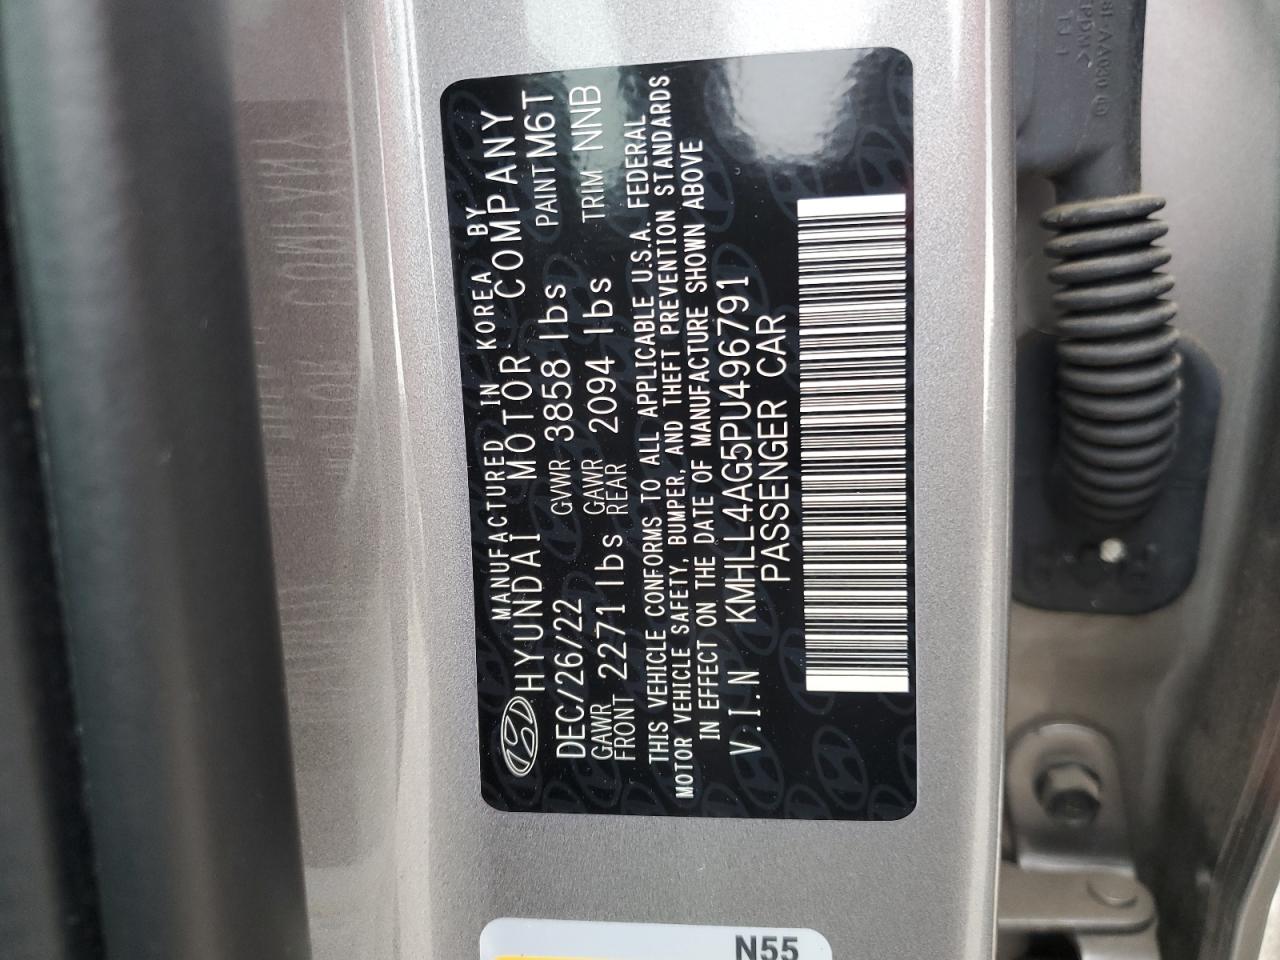 MANUFACTURED IN KOREA BY
HYUNDAI MOTOR COMPANY
DEC/26/22 GVWR 3858 lbs PAINT M6T
GAWR FRONT 2271 lbs GAWR REAR 2094 lbs TRIM NNB
THIS VEHICLE CONFORMS TO ALL APPLICABLE U.S.A. FEDERAL
MOTOR VEHICLE SAFETY, BUMPER, AND THEFT PREVENTION STANDARDS
IN EFFECT ON THE DATE OF MANUFACTURE SHOWN ABOVE
V.I.N KMHLL4AG5PU496791
PASSENGER CAR
N55